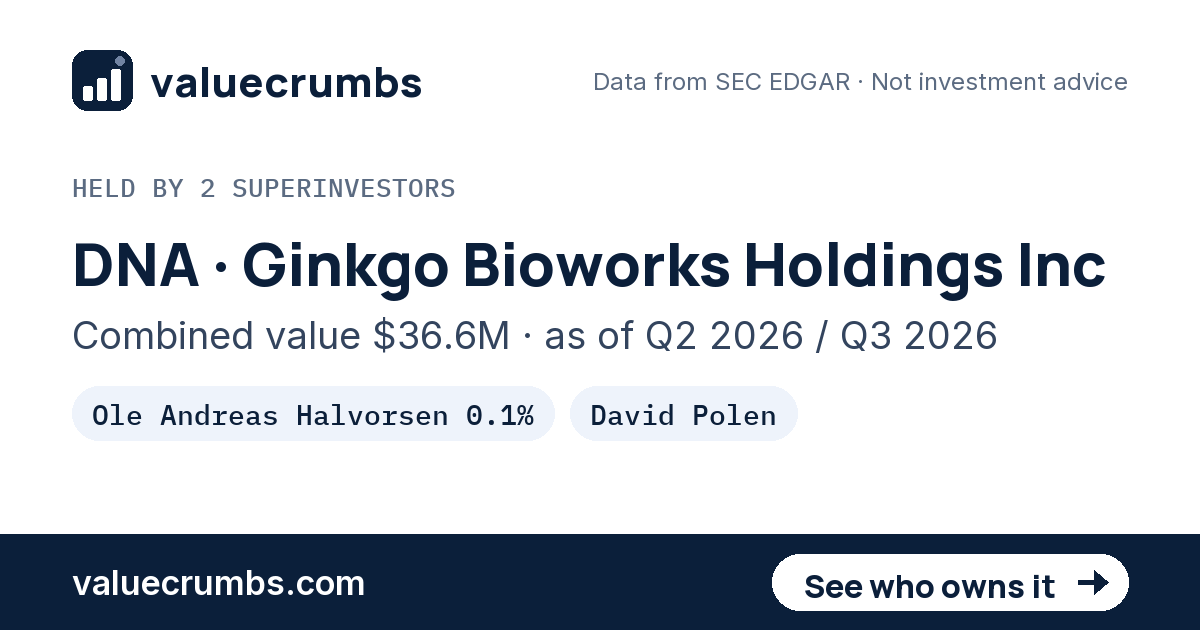 valuecrumbs
Data from SEC EDGAR · Not investment advice
HELD BY 2 SUPERINVESTORS
DNA · Ginkgo Bioworks Holdings Inc
Combined value $36.6M · as of Q2 2026 / Q3 2026
Ole Andreas Halvorsen 0.1%
David Polen
valuecrumbs.com
See who owns it →